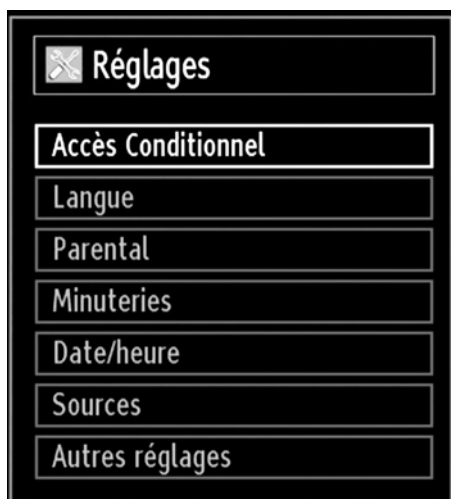 Réglages
Accès Conditionnel
Langue
Parental
Minuteries
Date/heure
Sources
Autres réglages